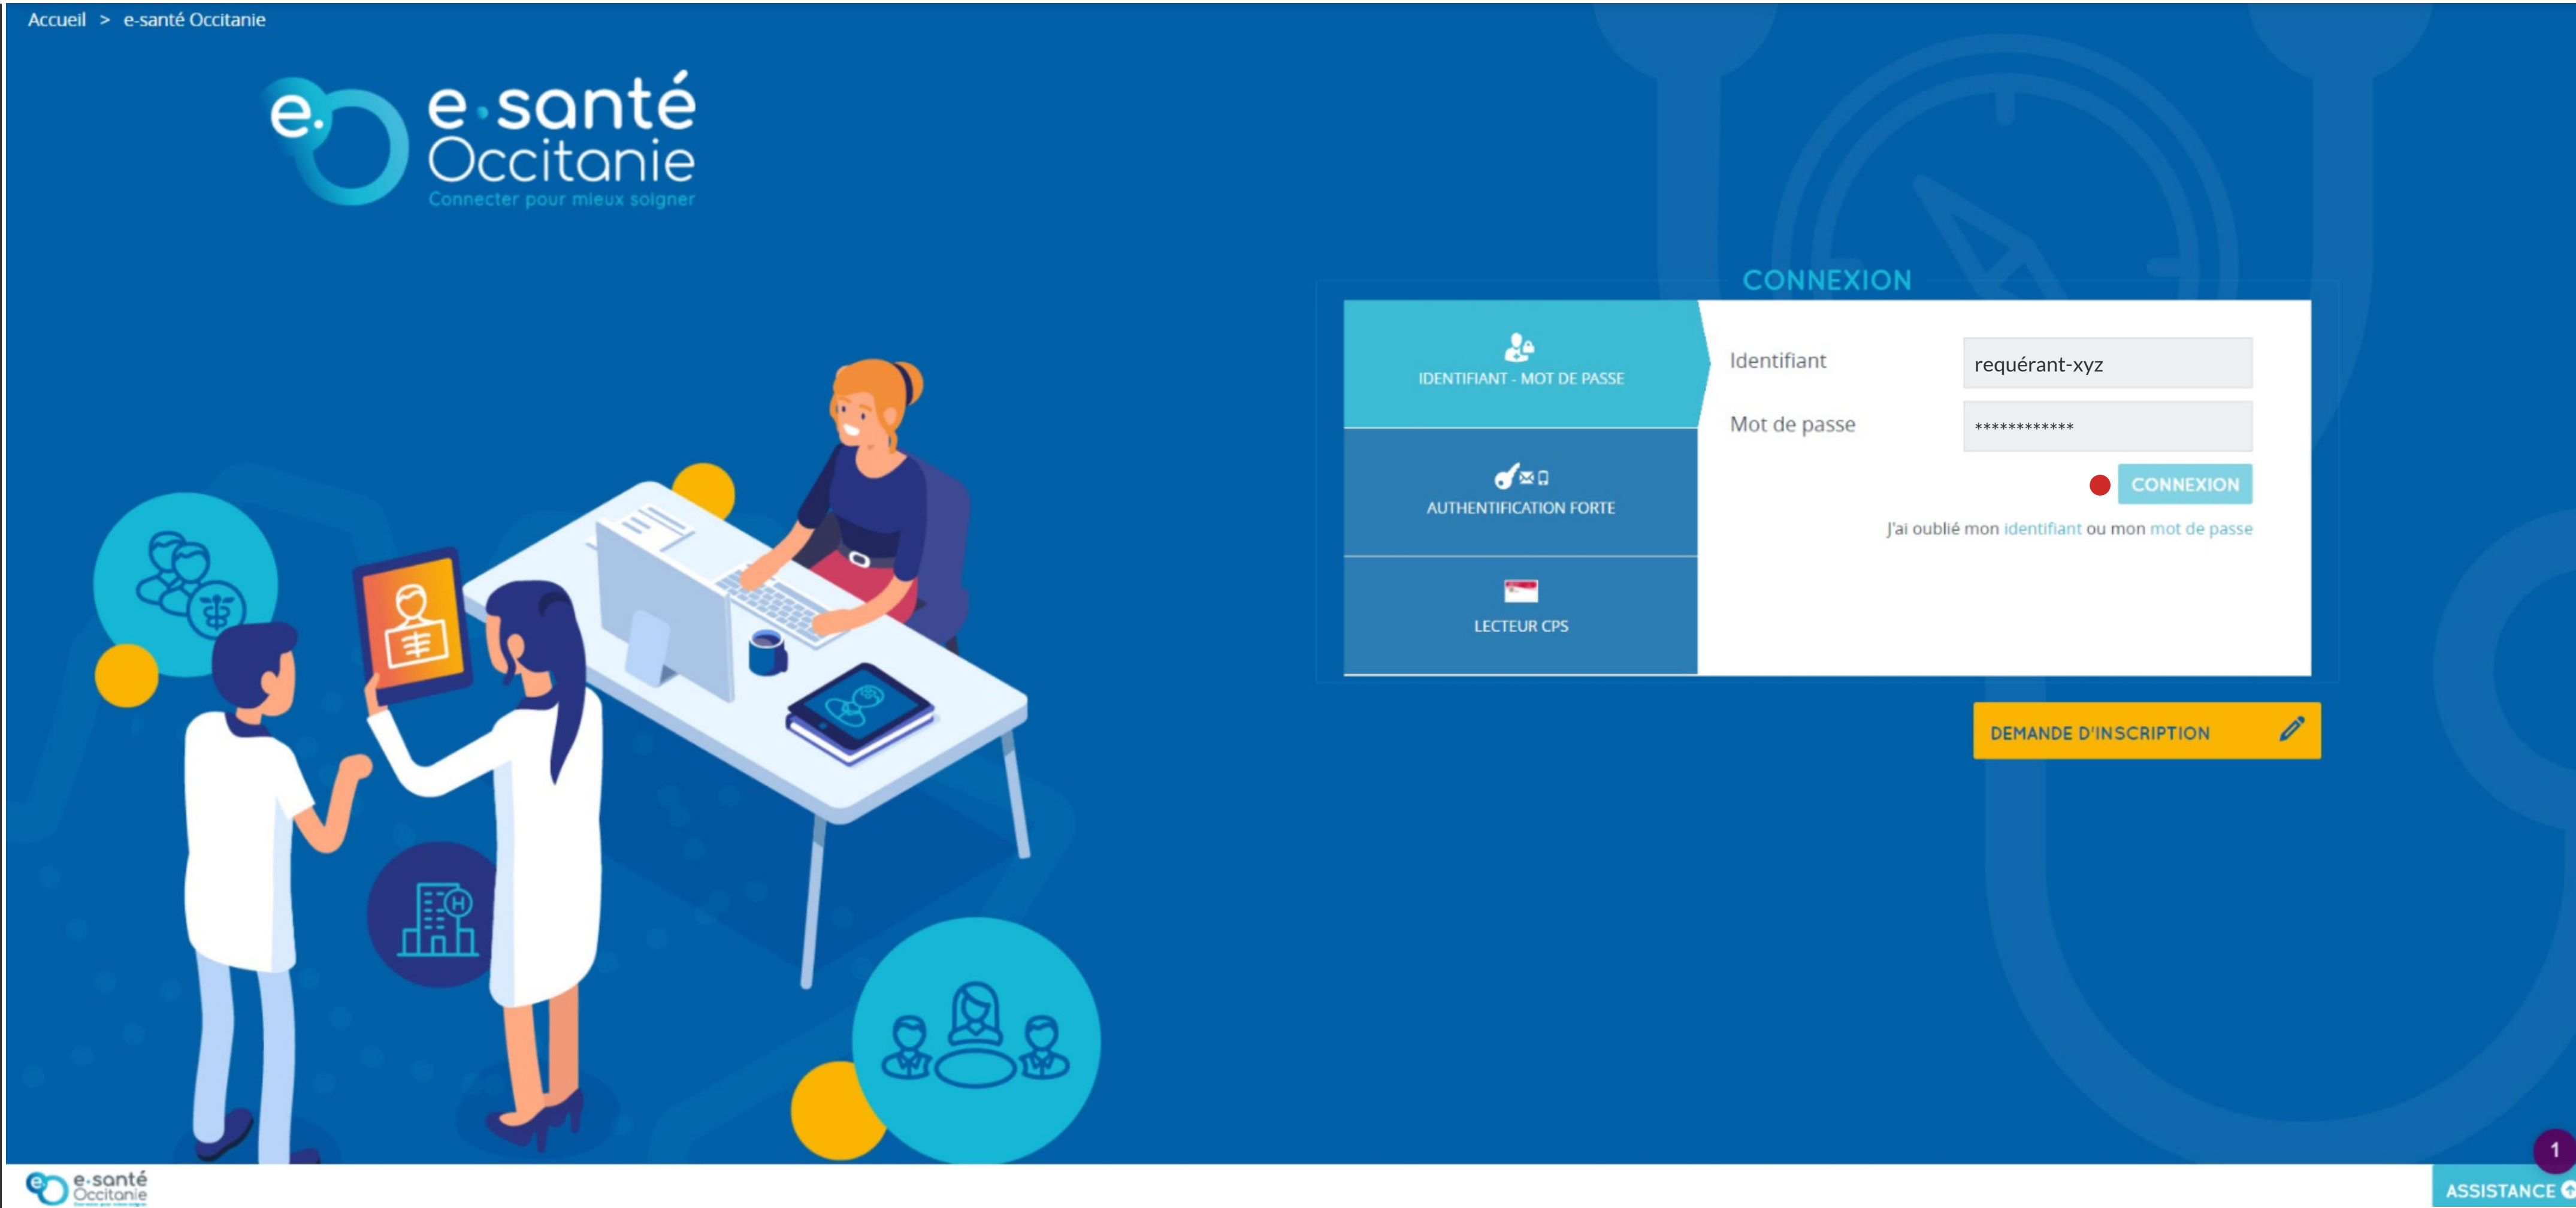 Accueil > e-santé Occitanie
e.
e·santé
Occitanie
Connecter pour mieux soigner
CONNEXION
IDENTIFIANT - MOT DE PASSE
Identifiant
requérant-xyz
Mot de passe
************
CONNEXION
J'ai oublié mon identifiant ou mon mot de passe
AUTHENTIFICATION FORTE
LECTEUR CPS
DEMANDE D'INSCRIPTION
H
1
e.
e·santé
Occitanie
ASSISTANCE